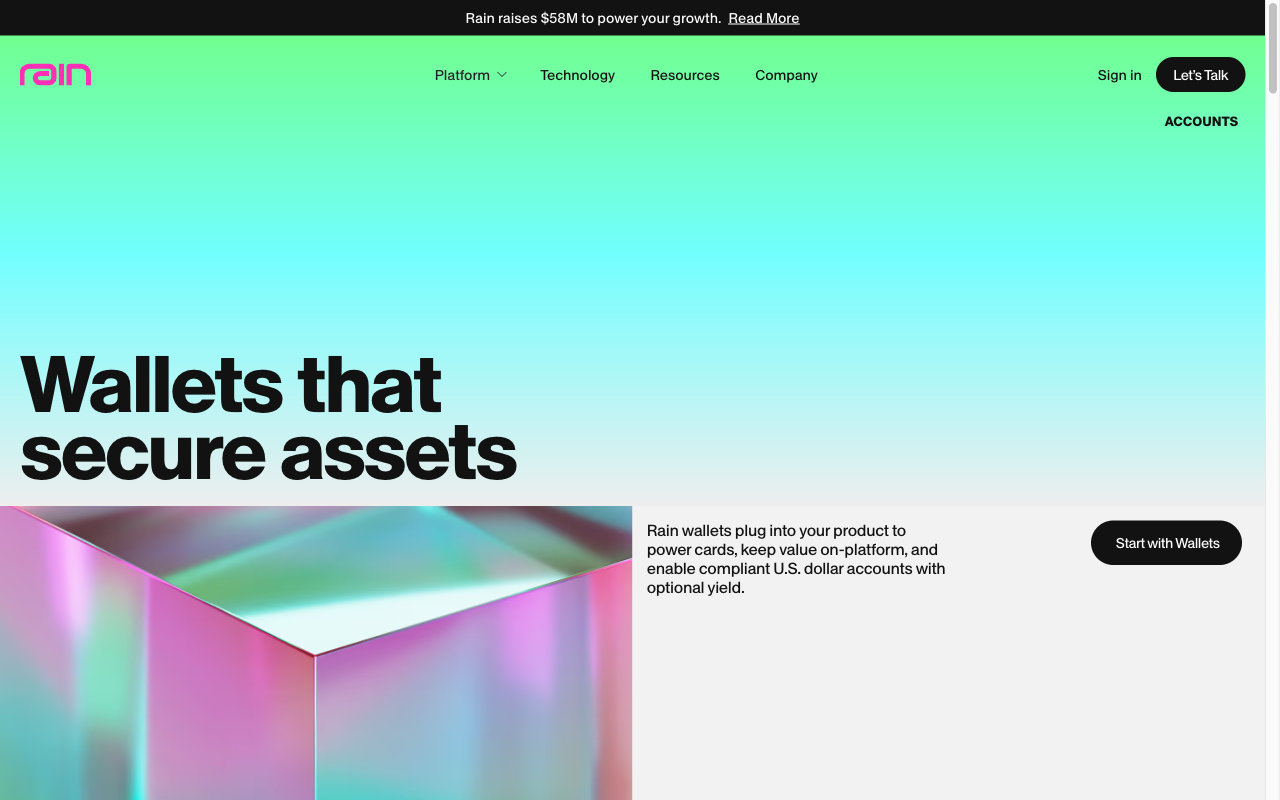 Rain raises $58M to power your growth. Read More
rain
Platform
Technology
Resources
Company
Sign in
Let's Talk
ACCOUNTS
Wallets that
secure assets
Rain wallets plug into your product to
power cards, keep value on-platform, and
enable compliant U.S. dollar accounts with
optional yield.
Start with Wallets